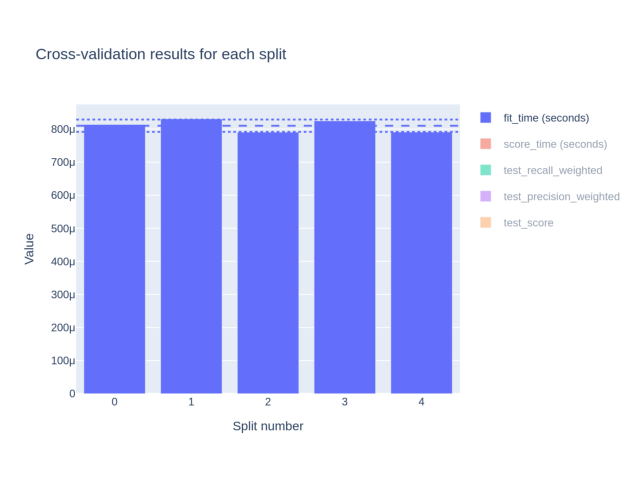 Cross-validation results for each split
800μ
700μ
600μ
500μ
400μ
300μ
200μ
100μ
0
Value
0 1 2 3 4
Split number
fit_time (seconds)
score_time (seconds)
test_recall_weighted
test_precision_weighted
test_score